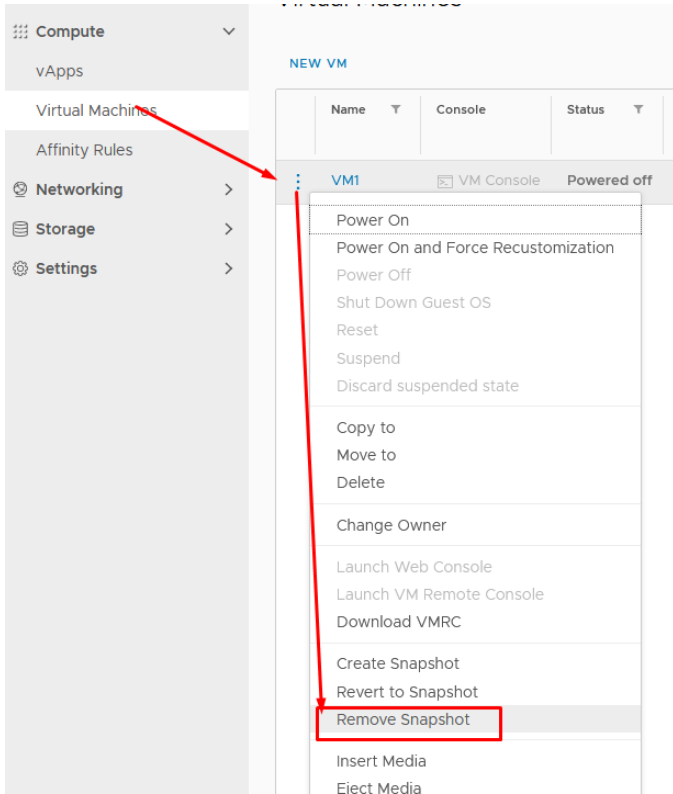 Virtual Machines
Compute
vApps
Virtual Machines
Affinity Rules
Networking
Storage
Settings
NEW VM
Name Console Status
VM1 VM Console Powered off
Power On
Power On and Force Recustomization
Power Off
Shut Down Guest OS
Reset
Suspend
Discard suspended state
Copy to
Move to
Delete
Change Owner
Launch Web Console
Launch VM Remote Console
Download VMRC
Create Snapshot
Revert to Snapshot
Remove Snapshot
Insert Media
Eject Media